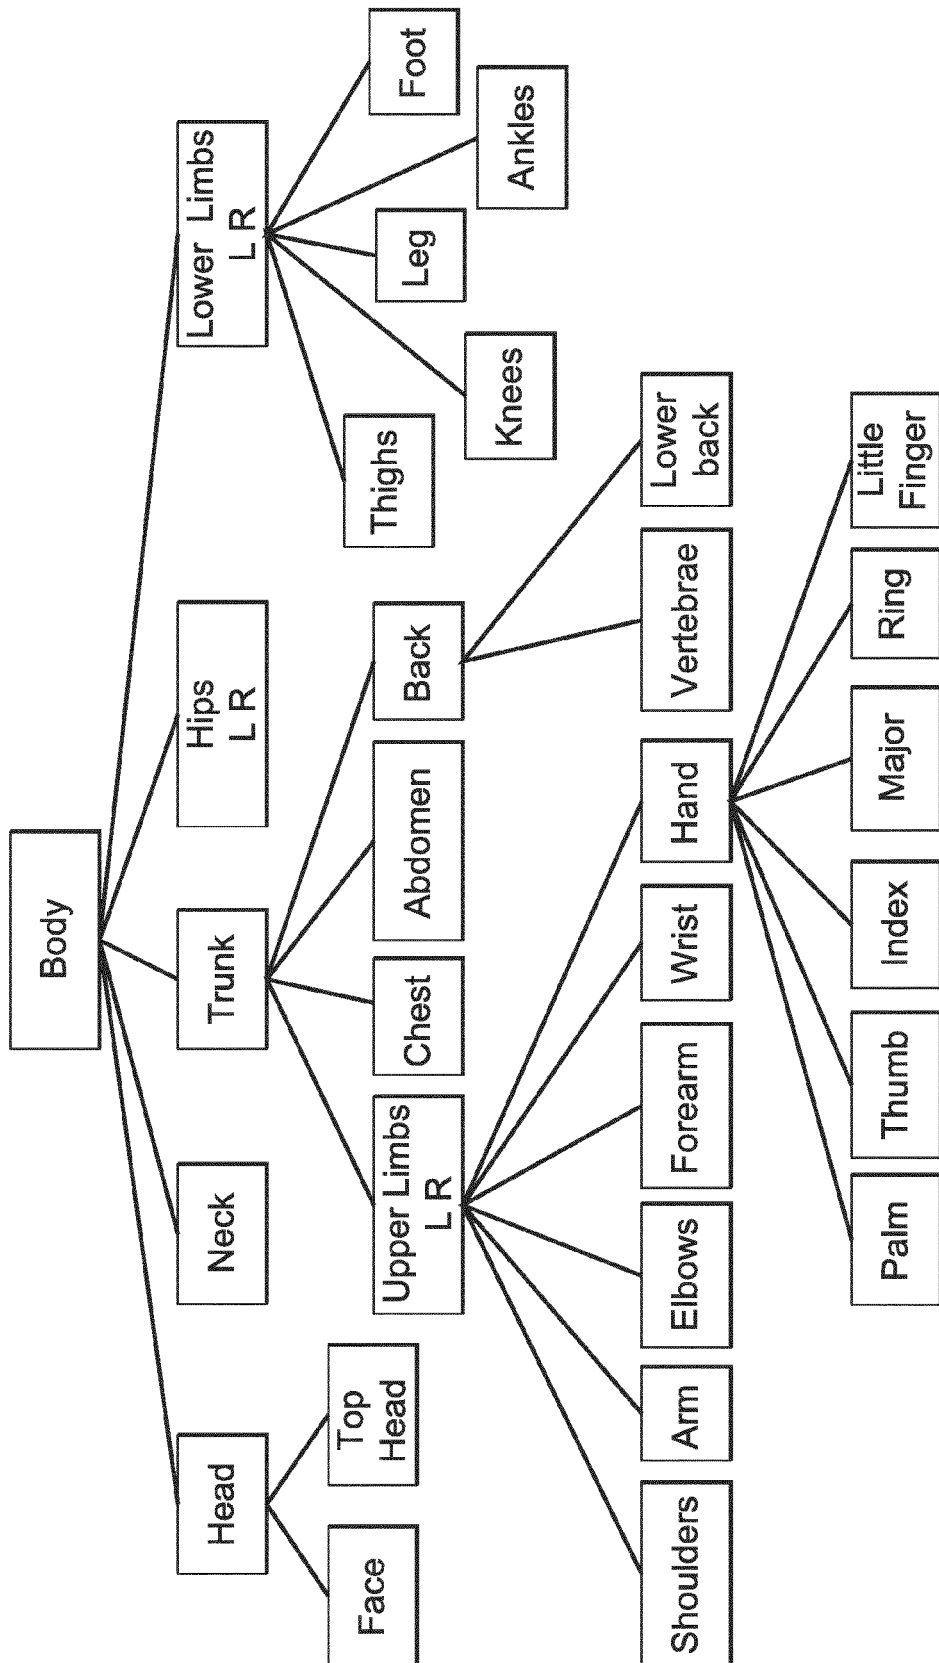 Body
Head
Neck
Trunk
Hips
L R
Lower Limbs
L R
Face
Top
Head
Upper Limbs
L R
Chest
Abdomen
Back
Thighs
Knees
Leg
Ankles
Foot
Shoulders
Arm
Elbows
Forearm
Wrist
Hand
Vertebrae
Lower
back
Palm
Thumb
Index
Major
Ring
Little
Finger